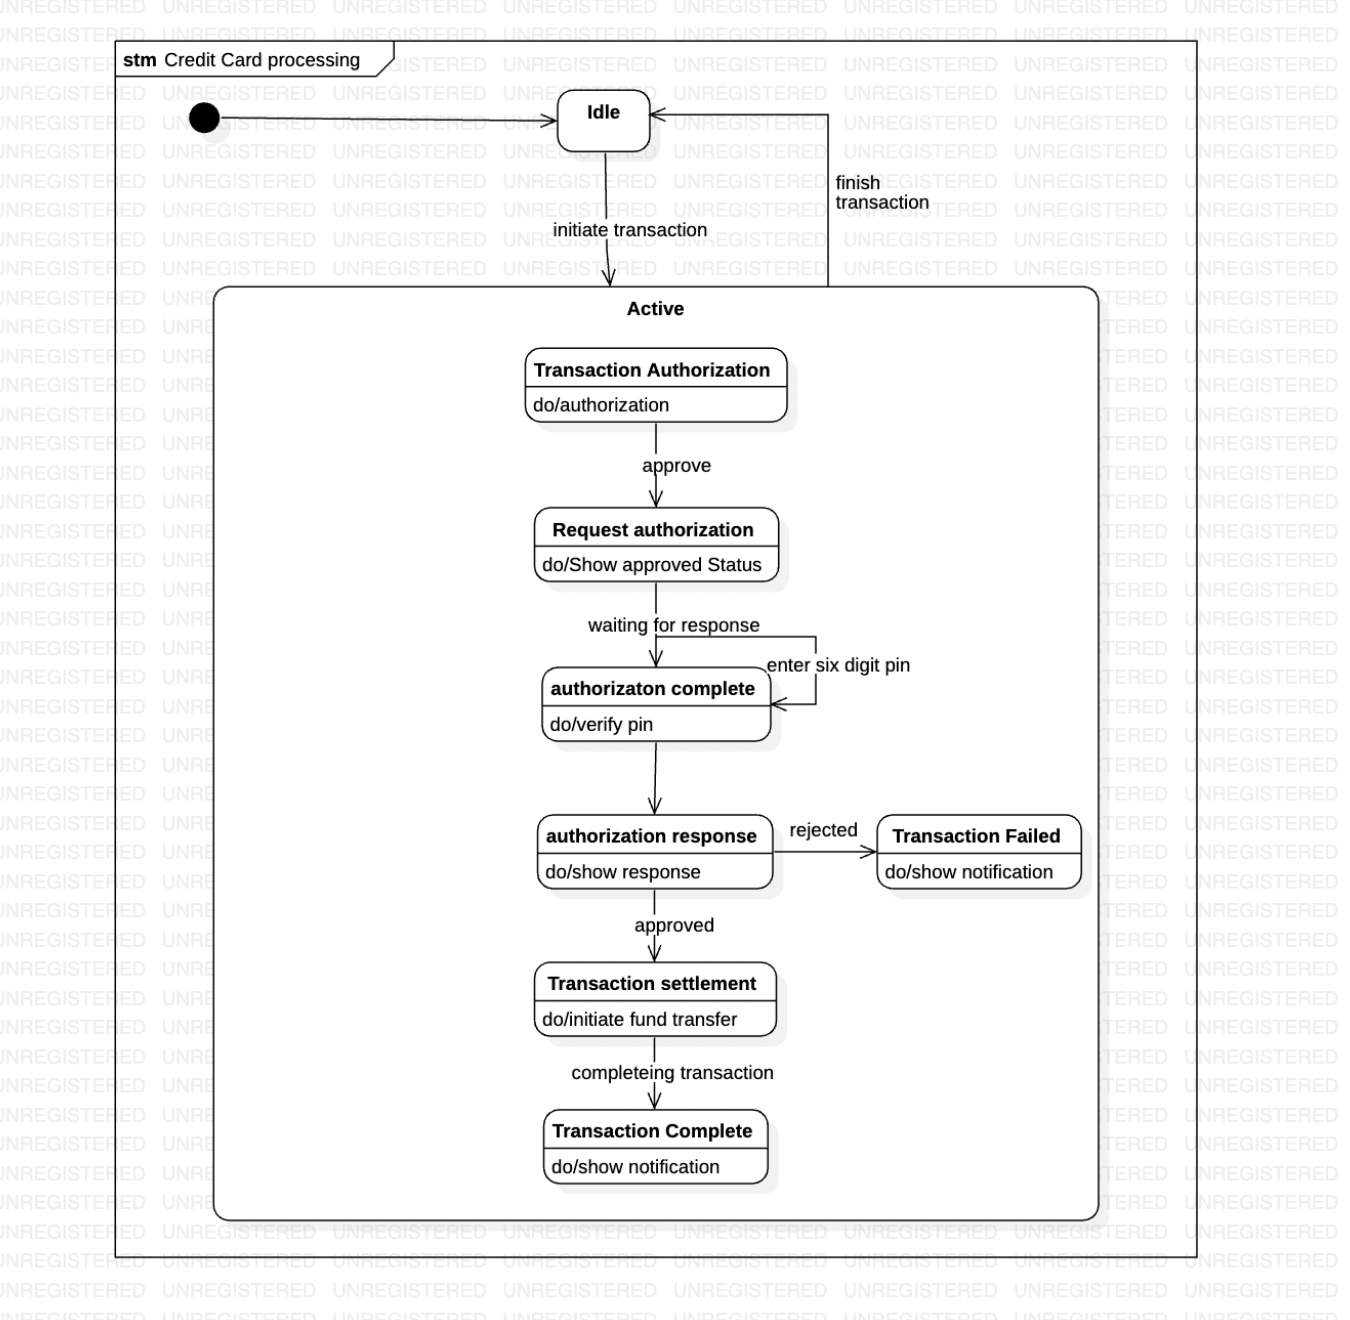 stm Credit Card processing
Idle
finish
transaction
initiate transaction
Active
Transaction Authorization
do/authorization
approve
Request authorization
do/Show approved Status
waiting for response
enter six digit pin
authorizaton complete
do/verify pin
authorization response
do/show response
rejected
Transaction Failed
do/show notification
approved
Transaction settlement
do/initiate fund transfer
completeing transaction
Transaction Complete
do/show notification
UNREGISTERED